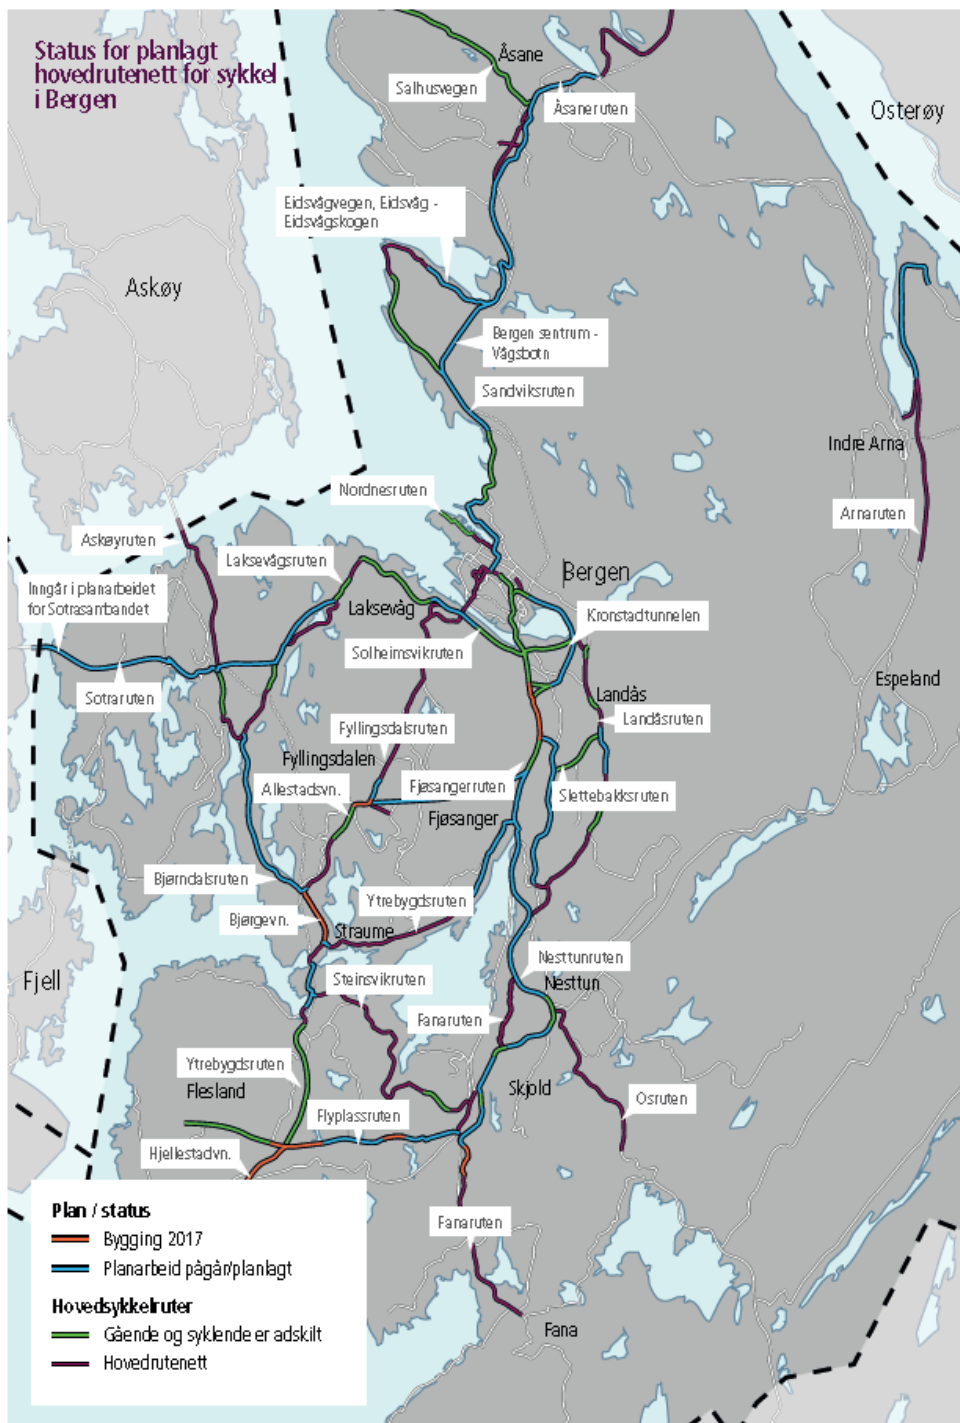 Status for planlagt
hovedrutenett for sykkel
i Bergen
Åsane
Salhusvegen
Åsaneruten
Osterøy
Eidsvågvegen, Eidsvåg -
Eidsvågskogen
Askøy
Bergen sentrum -
Vågsbotn
Sandviksruten
Indre Arna
Nordnesruten
Arnaruten
Askøyruten
Laksevågsruten
Bergen
Inngår i planarbeidet
for Sotrasambandet
Laksevåg
Kronstadtunnelen
Solheimsvikruten
Espeland
Sotraruten
Landås
Landåsruten
Fyllingsdalsruten
Fyllingsdalen
Allestadsvn.
Fjøsangerruten
Slettebakksruten
Fjøsanger
Bjørndalsruten
Ytrebygdsruten
Bjørgevn.
Straume
Nesttunruten
Fjell
Steinsvikruten
Nesttun
Fanaruten
Ytrebygdsruten
Flesland
Skjold
Osruten
Flyplassruten
Hjellestadvn.
Fanaruten
Fana
Plan / status
Bygging 2017
Planarbeid pågår/planlagt
Hovedsykkelruter
Gående og syklende er adskilt
Hovedrutenett